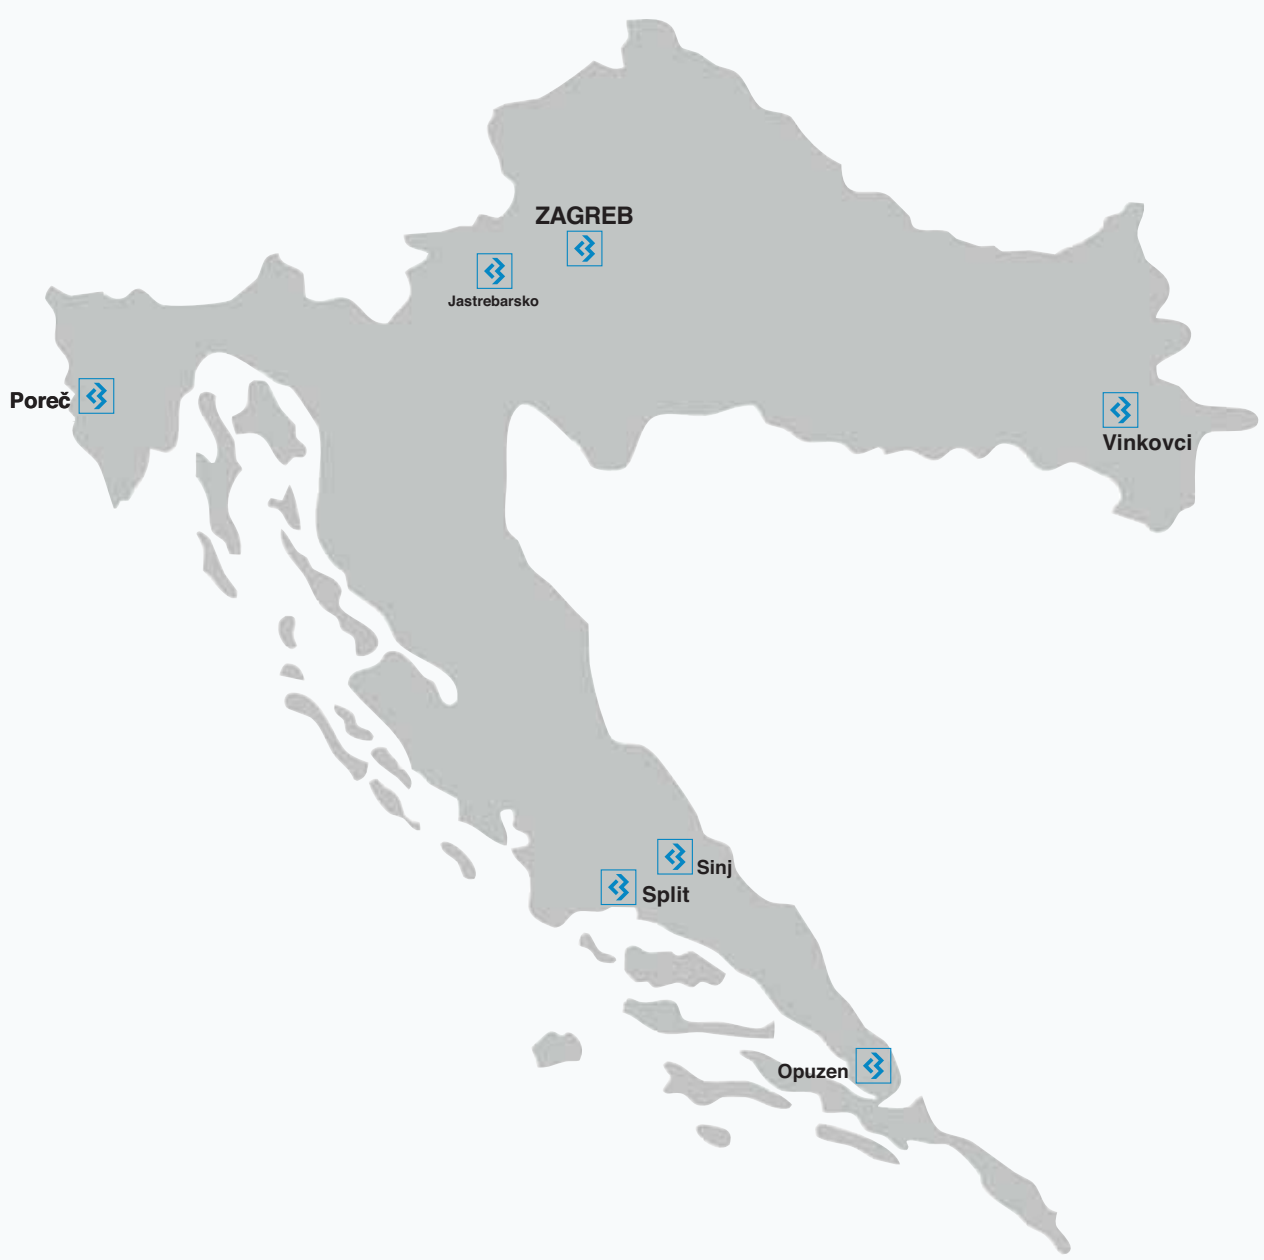 ZAGREB
Jastrebarsko
Poreč
Vinkovci
Sinj
Split
Opuzen